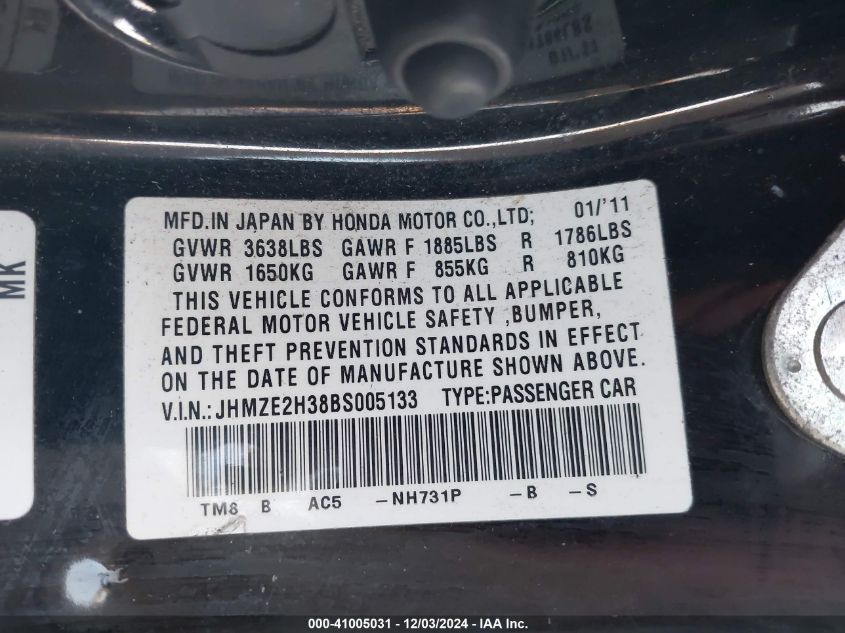 MFD.IN JAPAN BY HONDA MOTOR CO.,LTD; 01/'11
GVWR 3638LBS GAWR F 1885LBS R 1786LBS
GVWR 1650KG GAWR F 855KG R 810KG
THIS VEHICLE CONFORMS TO ALL APPLICABLE
FEDERAL MOTOR VEHICLE SAFETY ,BUMPER,
AND THEFT PREVENTION STANDARDS IN EFFECT
ON THE DATE OF MANUFACTURE SHOWN ABOVE.
V.I.N.:JHMZE2H38BS005133 TYPE:PASSENGER CAR
TM8 B AC5 -NH731P -B -S
MK
000-41005031 - 12/03/2024 - IAA Inc.